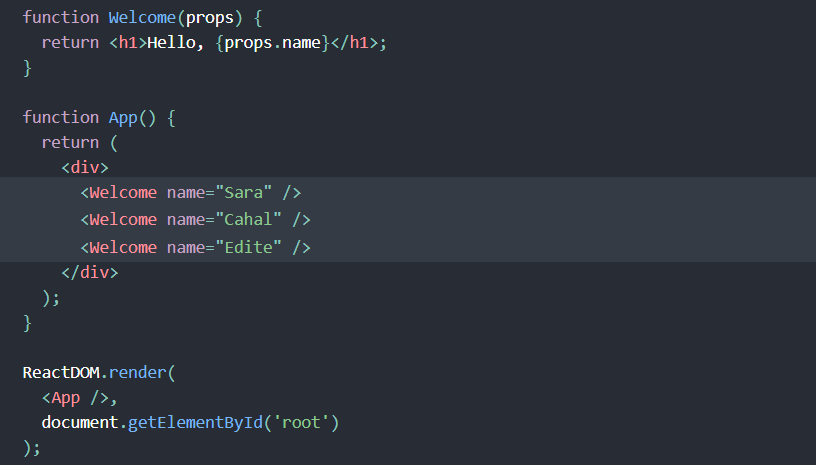 function Welcome(props) {
  return <h1>Hello, {props.name}</h1>;
}

function App() {
  return (
    <div>
      <Welcome name="Sara" />
      <Welcome name="Cahal" />
      <Welcome name="Edite" />
    </div>
  );
}

ReactDOM.render(
  <App />,
  document.getElementById('root')
);